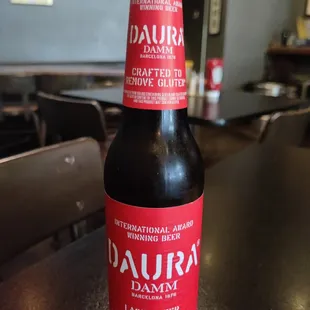 INTERNATIONAL AWARD
WINNING BEER
DAURA
DAMM
BARCELONA 1876
CRAFTED TO
REMOVE GLUTEN
INTERNATIONAL AWARD
WINNING BEER
DAURA
DAMM
BARCELONA 1876